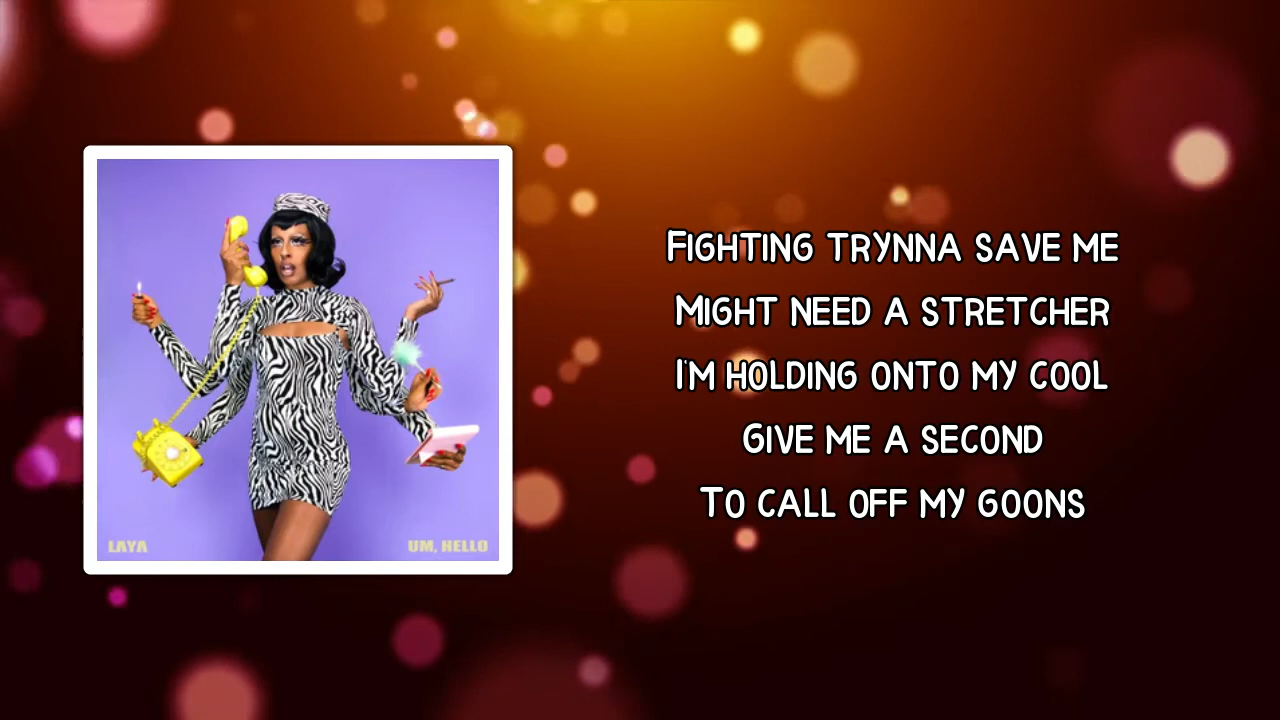 Fighting trynna save me
Might need a stretcher
I'm holding onto my cool
Give me a second
To call off my goons
LAYA
UM, HELLO